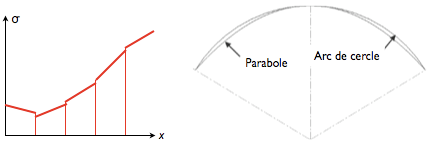 σ
x
Parabole
Arc de cercle